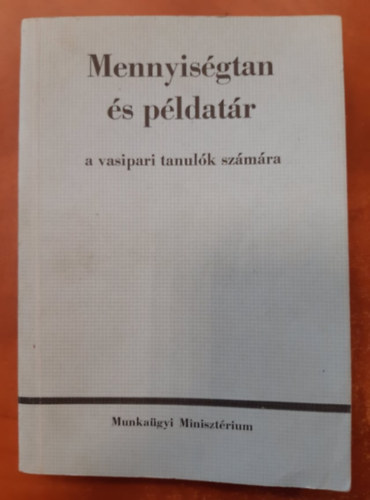 Mennyiségtan
és példatár
a vasipari tanulók számára
Munkaügyi Minisztérium